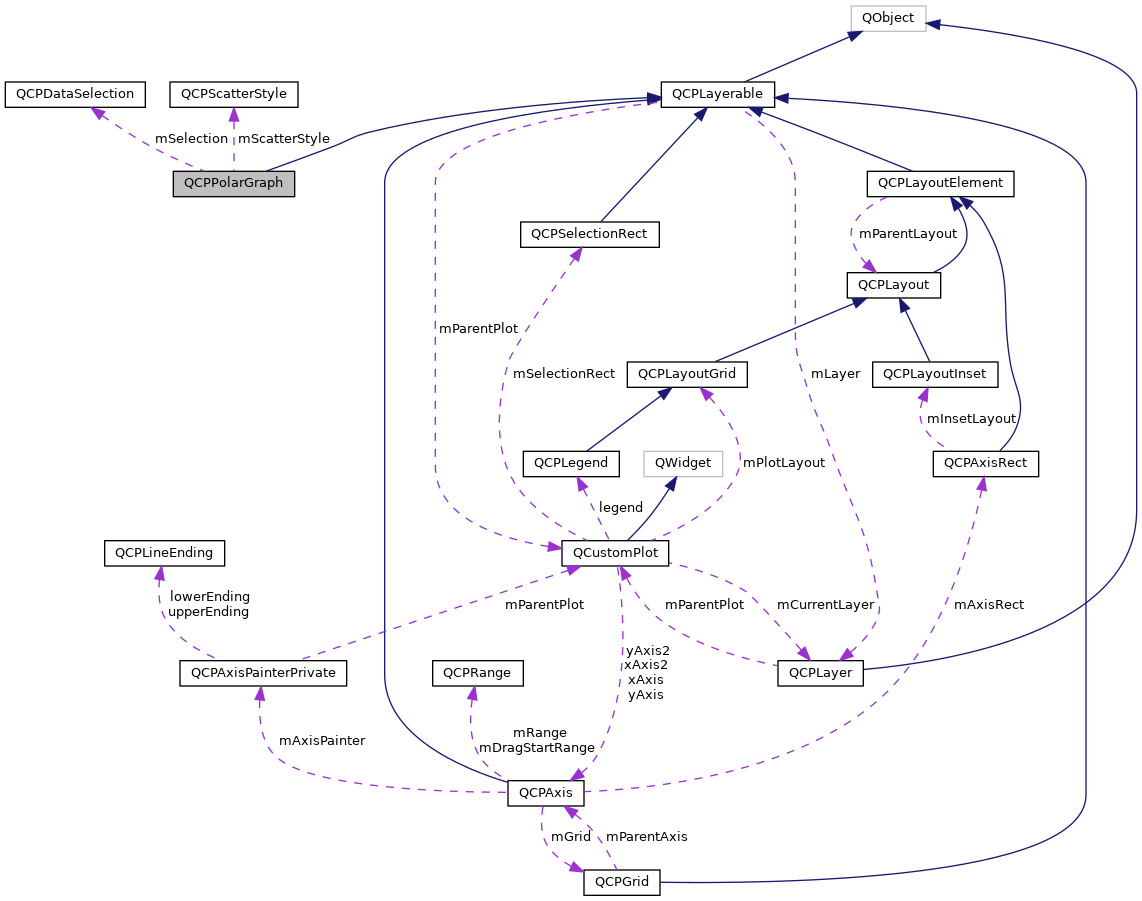 QObject
QCPDataSelection
QCPScatterStyle
QCPLayerable
mSelection
mScatterStyle
QCPPolarGraph
QCPLayoutElement
QCPSelectionRect
mParentLayout
QCPLayout
mParentPlot
mSelectionRect
QCPLayoutGrid
mLayer
QCPLayoutInset
mInsetLayout
QCPLegend
QWidget
mPlotLayout
QCPAxisRect
legend
QCPLineEnding
QCustomPlot
lowerEnding
upperEnding
mParentPlot
mParentPlot
mCurrentLayer
mAxisRect
yAxis2
xAxis2
xAxis
yAxis
QCPAxisPainterPrivate
QCPRange
QCPLayer
mAxisPainter
mRange
mDragStartRange
QCPAxis
mGrid
mParentAxis
QCPGrid